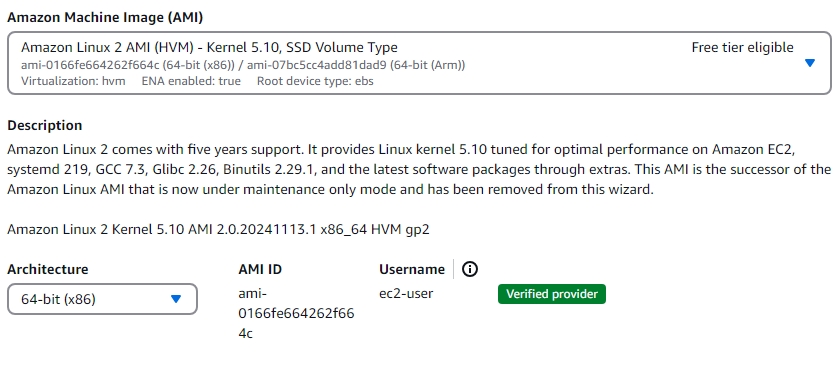 Amazon Machine Image (AMI)
Amazon Linux 2 AMI (HVM) - Kernel 5.10, SSD Volume Type
Free tier eligible
ami-0166fe664262f664c (64-bit (x86)) / ami-07bc5cc4add81dad9 (64-bit (Arm))
Virtualization: hvm ENA enabled: true Root device type: ebs
Description
Amazon Linux 2 comes with five years support. It provides Linux kernel 5.10 tuned for optimal performance on Amazon EC2,
systemd 219, GCC 7.3, Glibc 2.26, Binutils 2.29.1, and the latest software packages through extras. This AMI is the successor of the
Amazon Linux AMI that is now under maintenance only mode and has been removed from this wizard.
Amazon Linux 2 Kernel 5.10 AMI 2.0.20241113.1 x86_64 HVM gp2
Architecture
64-bit (x86)
AMI ID
ami-
0166fe664262f66
4c
Username
ec2-user
Verified provider